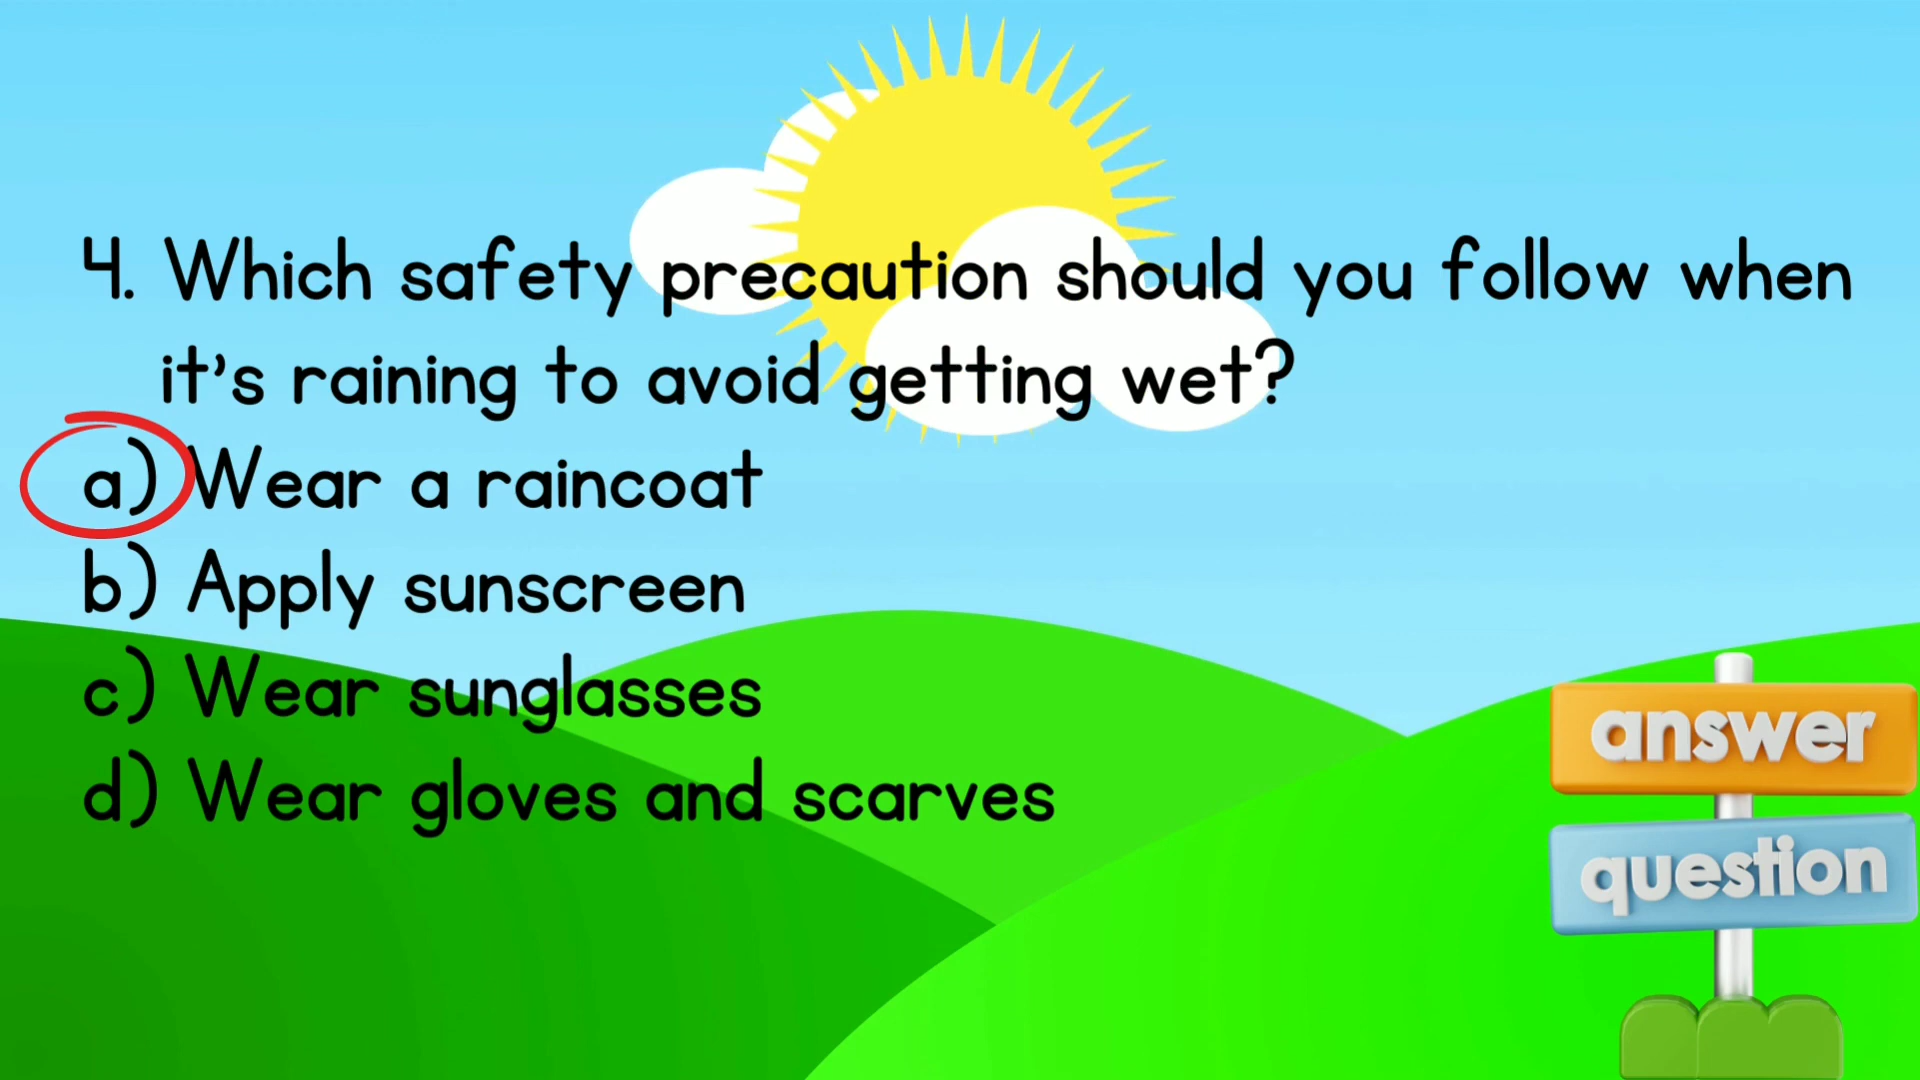 4. Which safety precaution should you follow when
it's raining to avoid getting wet?
a) Wear a raincoat
b) Apply sunscreen
c) Wear sunglasses
d) Wear gloves and scarves
answer
question